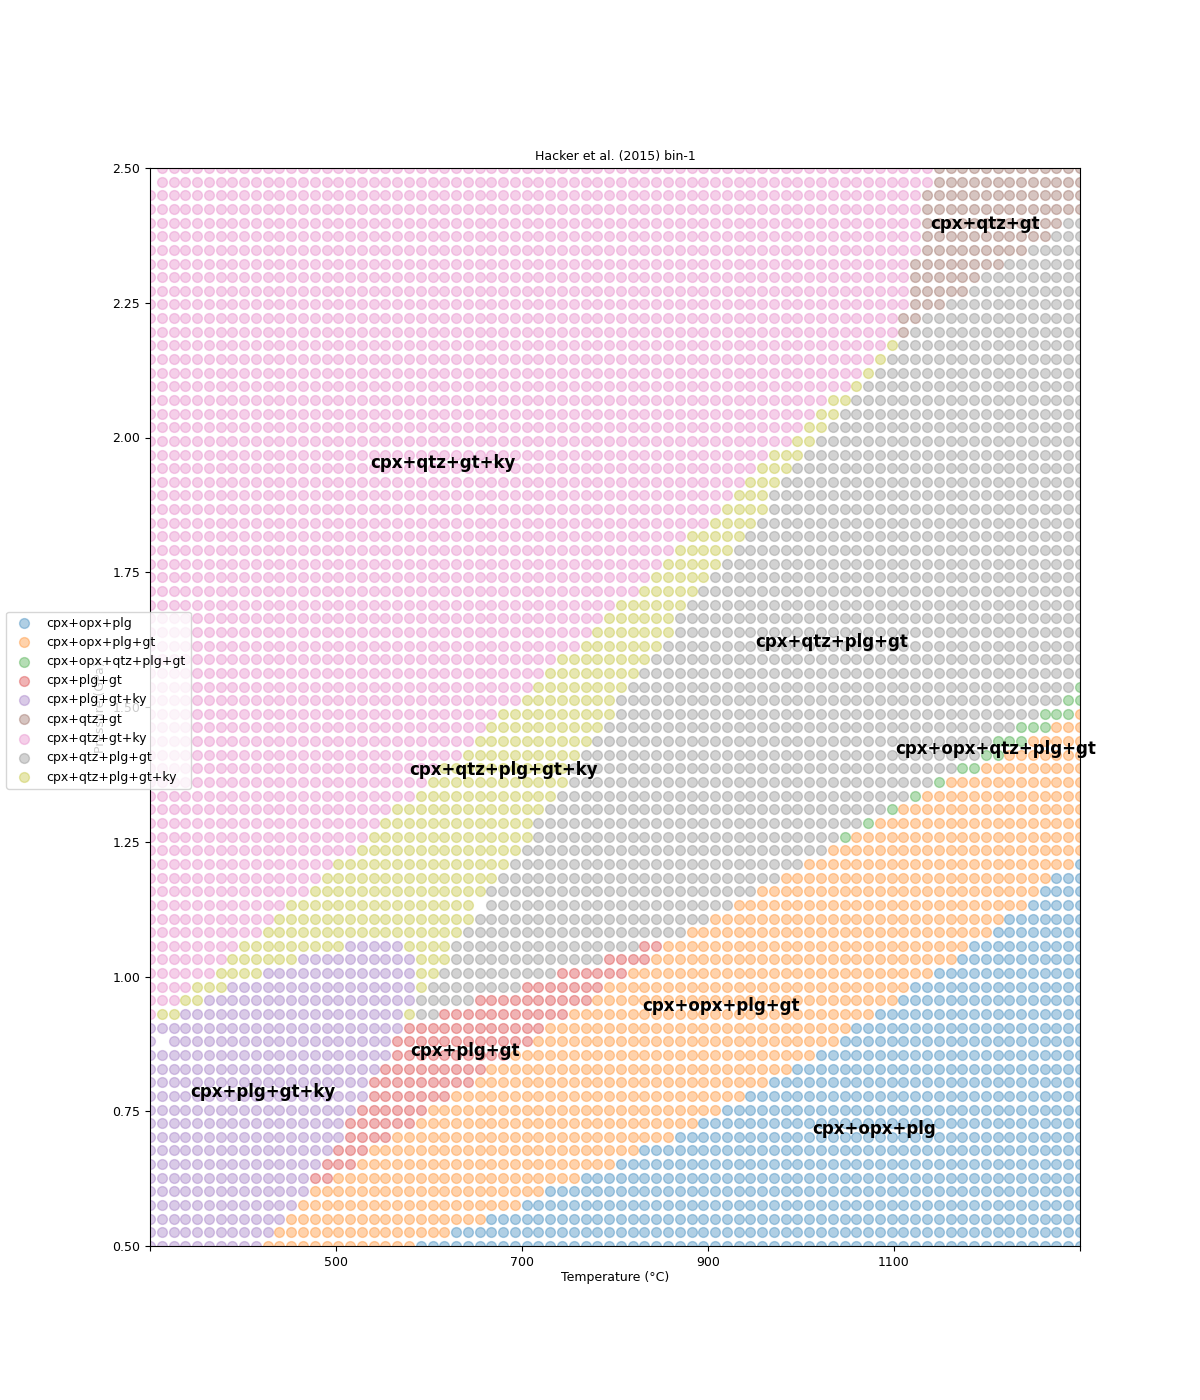 Hacker et al. (2015) bin-1
2.50
cpx+qtz+gt
2.25
2.00
cpx+qtz+gt+ky
1.75
cpx+qtz+plg+gt
cpx+opx+plg
cpx+opx+plg+gt
cpx+opx+qtz+plg+gt
cpx+plg+gt
cpx+plg+gt+ky
cpx+qtz+gt
cpx+qtz+gt+ky
cpx+qtz+plg+gt
cpx+qtz+plg+gt+ky
1.50
cpx+opx+qtz+plg+gt
cpx+qtz+plg+gt+ky
1.25
1.00
cpx+opx+plg+gt
cpx+plg+gt
cpx+plg+gt+ky
0.75
cpx+opx+plg
0.50
500
700
900
1100
Temperature (°C)